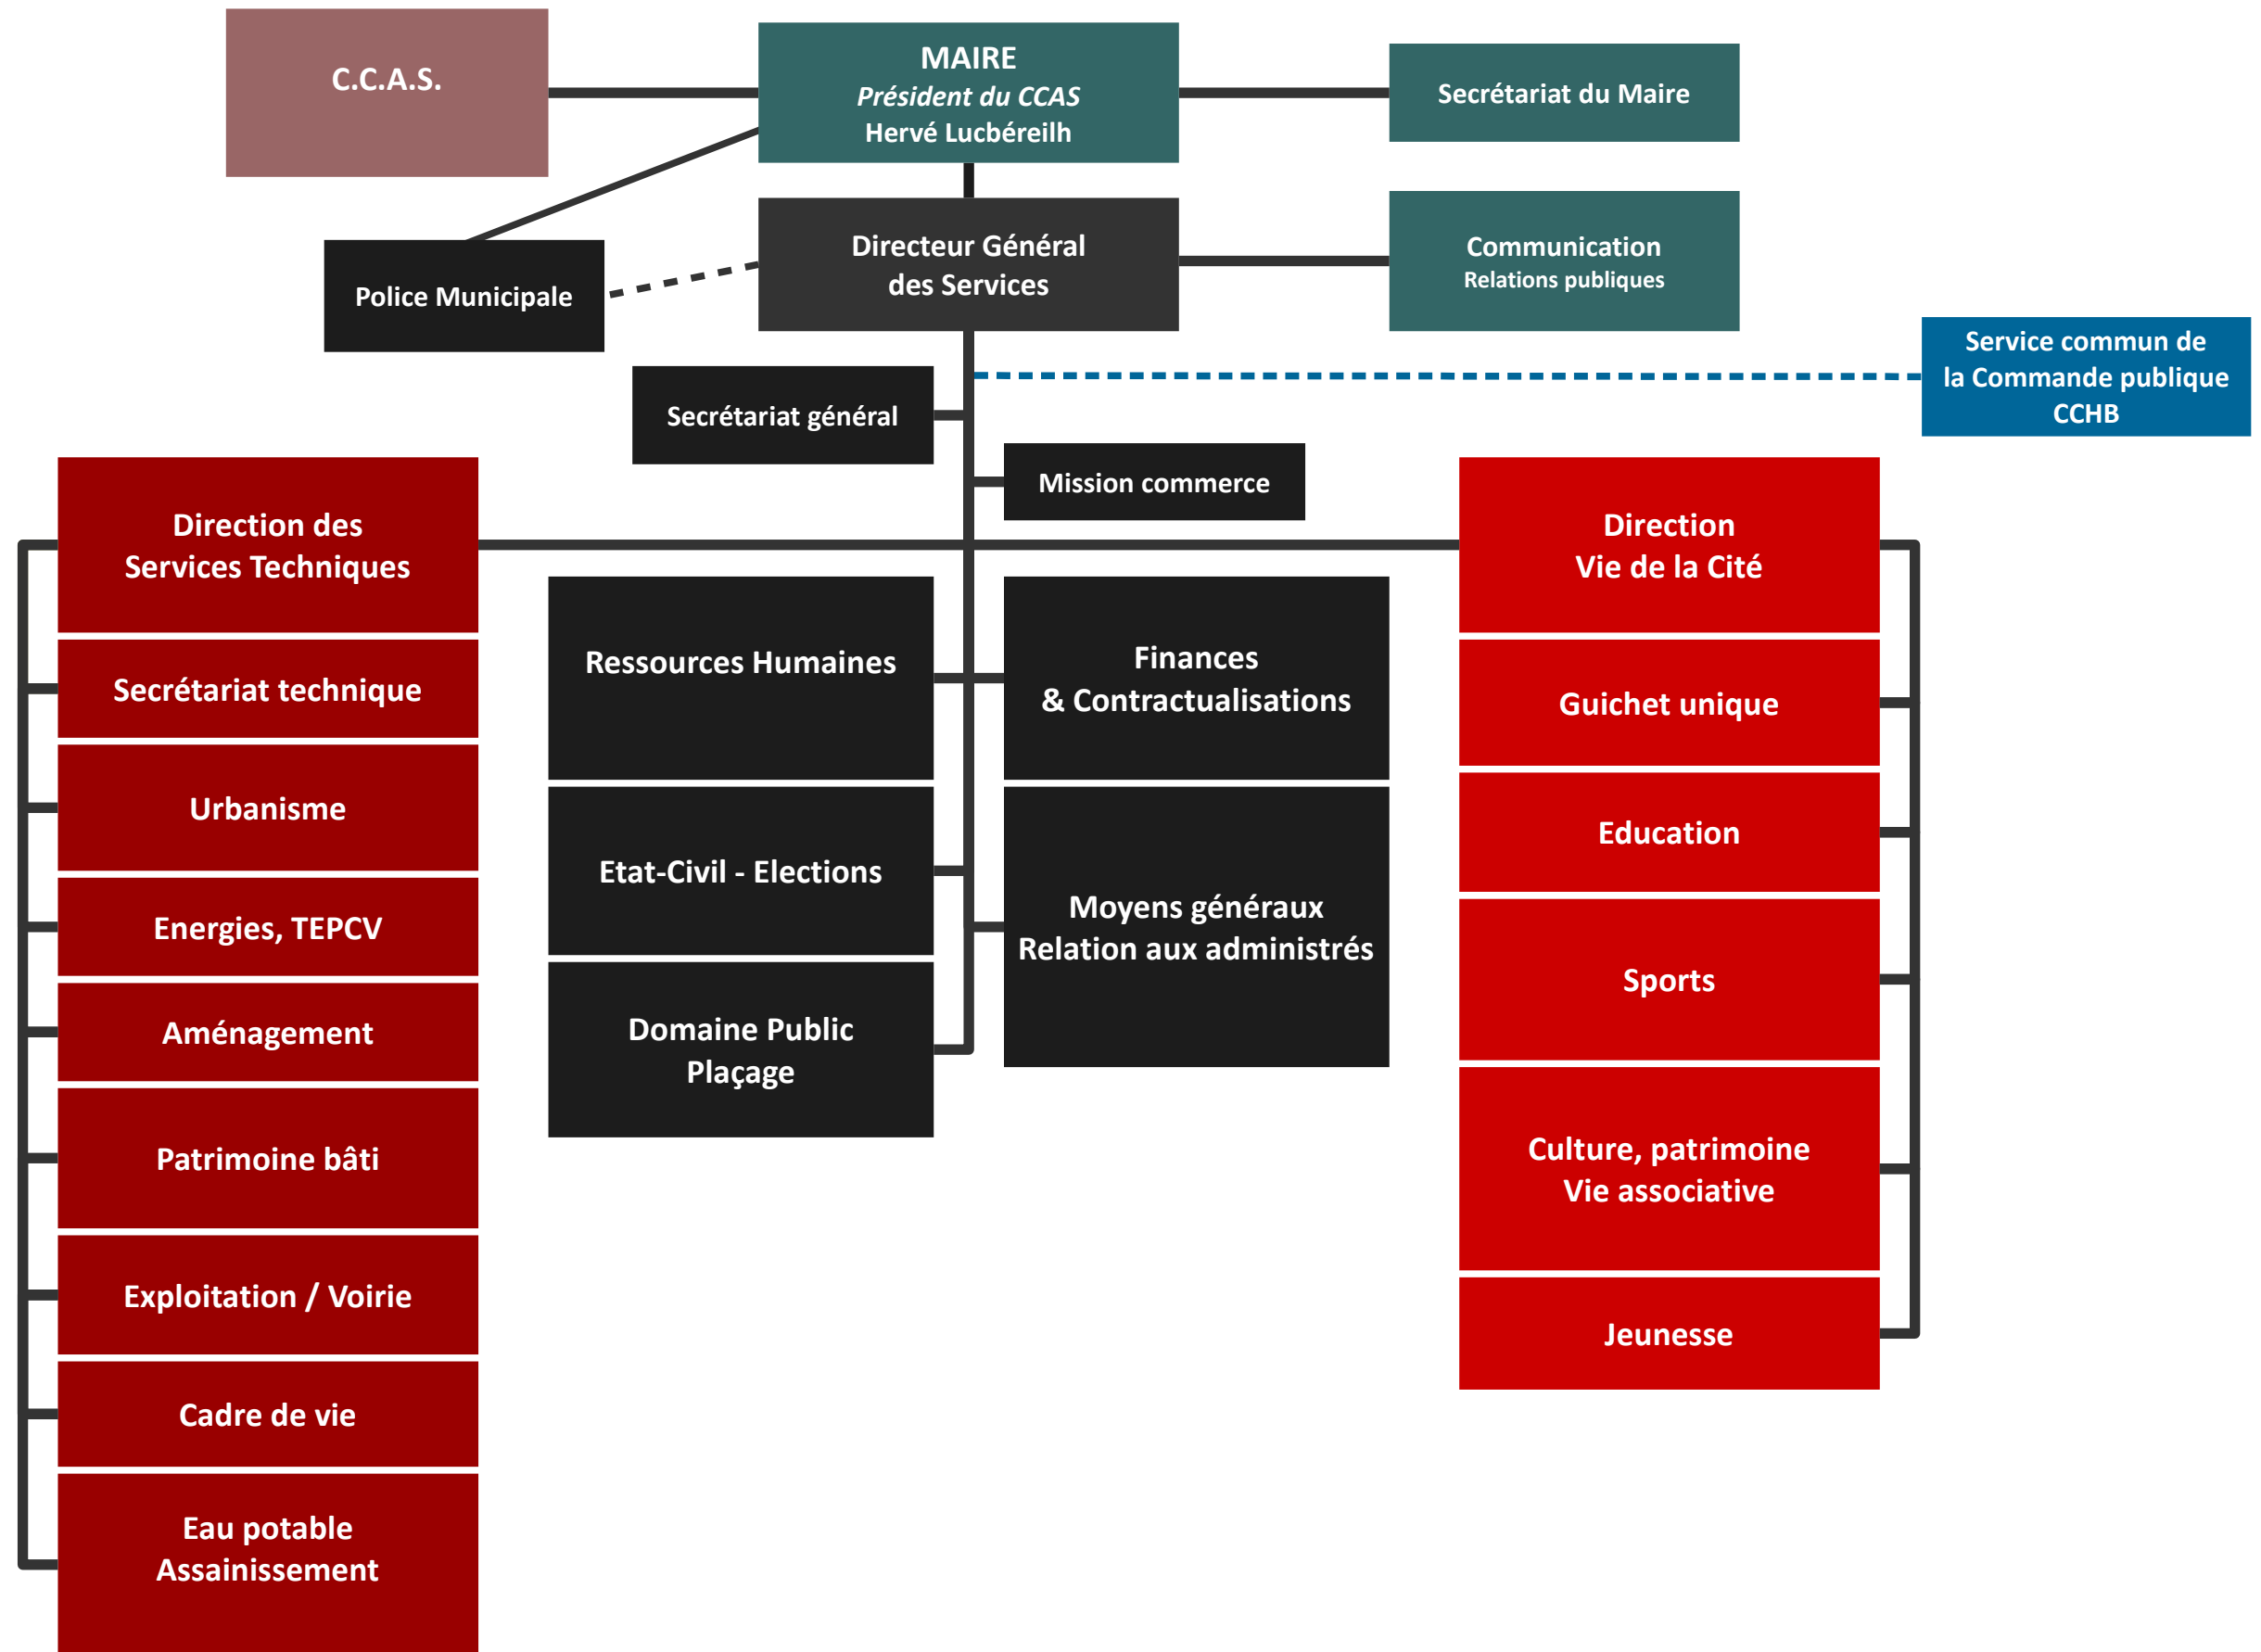 C.C.A.S.
MAIRE
Président du CCAS
Hervé Lucbéreilh
Secrétariat du Maire
Police Municipale
Directeur Général
des Services
Communication
Relations publiques
Service commun de
la Commande publique
CCHB
Secrétariat général
Mission commerce
Direction des
Services Techniques
Secrétariat technique
Urbanisme
Energies, TEPCV
Aménagement
Patrimoine bâti
Exploitation / Voirie
Cadre de vie
Eau potable
Assainissement
Ressources Humaines
Etat-Civil - Elections
Domaine Public
Plaçage
Finances
& Contractualisations
Moyens généraux
Relation aux administrés
Direction
Vie de la Cité
Guichet unique
Education
Sports
Culture, patrimoine
Vie associative
Jeunesse